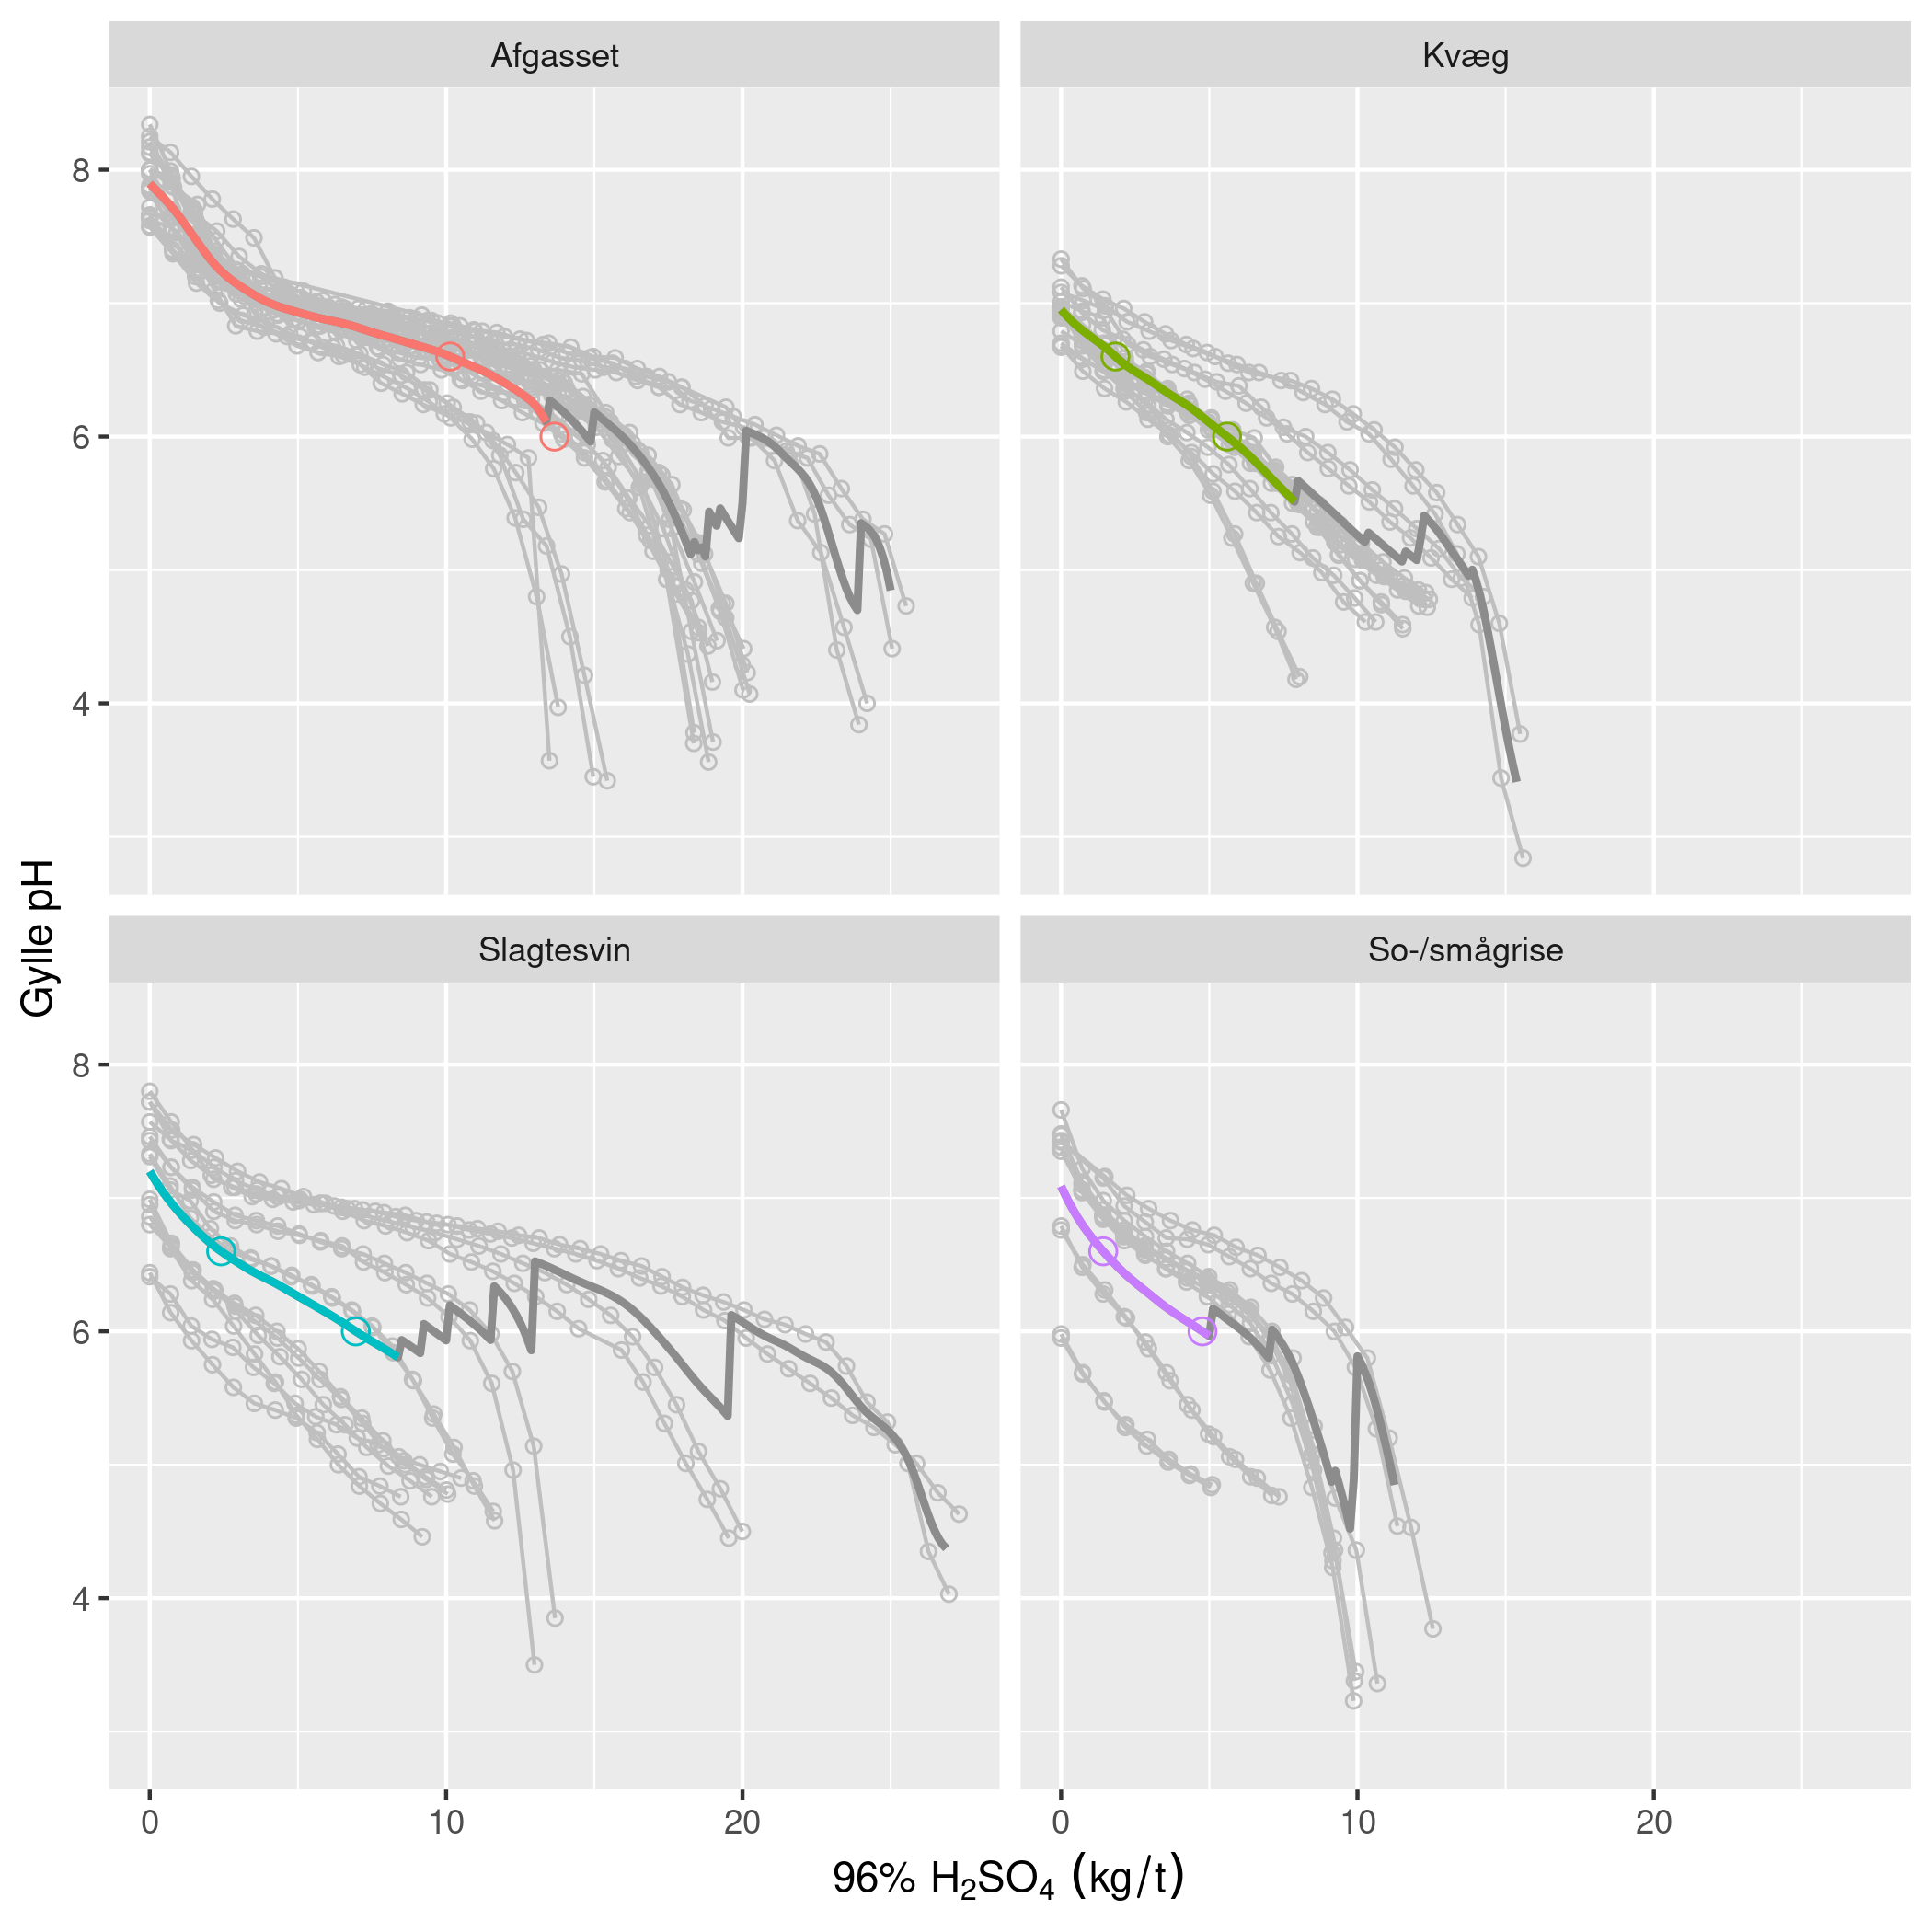 Afgasset
Kvæg
8
6
4
Gylle pH
Slagtesvin
So-/smågrise
8
6
4
0 10 20
0 10 20
96% H₂SO₄ (kg/t)